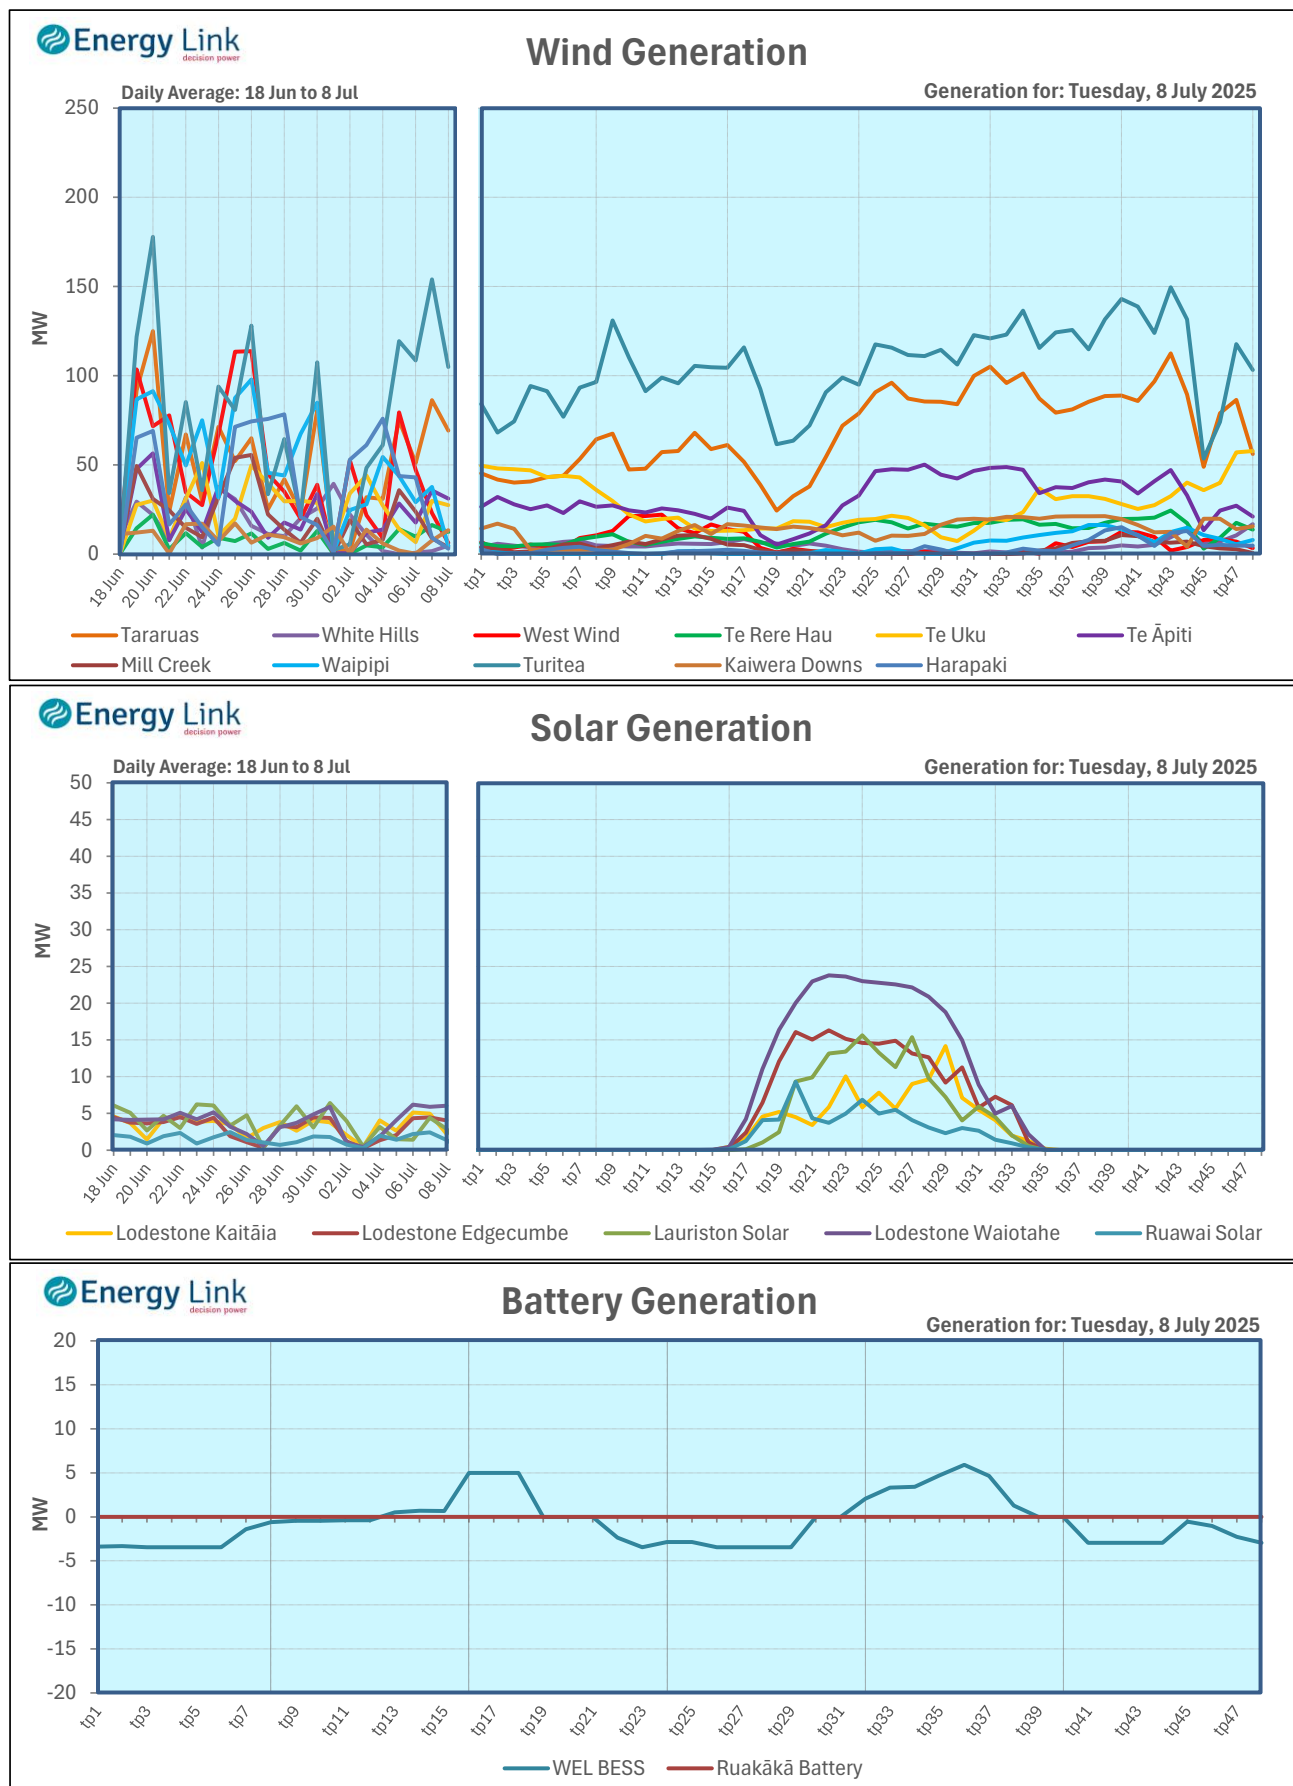 Energy Link
decision power
Wind Generation
Daily Average: 18 Jun to 8 Jul
Generation for: Tuesday, 8 July 2025
250
200
150
100
50
0
MW
18 Jun 20 Jun 22 Jun 24 Jun 26 Jun 28 Jun 30 Jun 02 Jul 04 Jul 06 Jul 08 Jul
tp1 tp3 tp5 tp7 tp9 tp11 tp13 tp15 tp17 tp19 tp21 tp23 tp25 tp27 tp29 tp31 tp33 tp35 tp37 tp39 tp41 tp43 tp45 tp47
Tararuas White Hills West Wind Te Rere Hau Te Uku Te Āpiti
Mill Creek Waipipi Turitea Kaiwera Downs Harapaki
Energy Link
decision power
Solar Generation
Daily Average: 18 Jun to 8 Jul
Generation for: Tuesday, 8 July 2025
50
45
40
35
30
25
20
15
10
5
0
MW
18 Jun 20 Jun 22 Jun 24 Jun 26 Jun 28 Jun 30 Jun 02 Jul 04 Jul 06 Jul 08 Jul
tp1 tp3 tp5 tp7 tp9 tp11 tp13 tp15 tp17 tp19 tp21 tp23 tp25 tp27 tp29 tp31 tp33 tp35 tp37 tp39 tp41 tp43 tp45 tp47
Lodestone Kaitāia Lodestone Edgecumbe Lauriston Solar Lodestone Waiotahe Ruawai Solar
Energy Link
decision power
Battery Generation
Generation for: Tuesday, 8 July 2025
20
15
10
5
0
-5
-10
-15
-20
MW
tp1 tp3 tp5 tp7 tp9 tp11 tp13 tp15 tp17 tp19 tp21 tp23 tp25 tp27 tp29 tp31 tp33 tp35 tp37 tp39 tp41 tp43 tp45 tp47
WEL BESS Ruakākā Battery